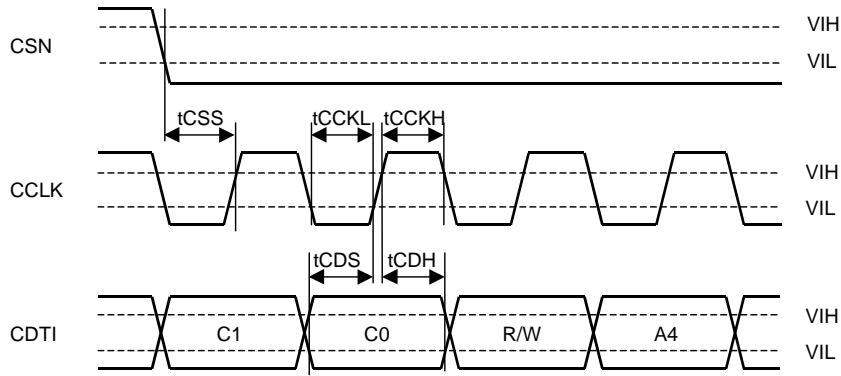 CSN
VIH
VIL
tCSS
tCCKL
tCCKH
CCLK
VIH
VIL
tCDS
tCDH
CDTI
C1
C0
R/W
A4
VIH
VIL